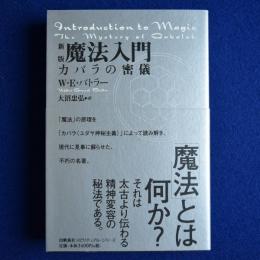 Introduction to Magic
The Mystery of Qabalah
新版 魔法入門
カバラの密儀
W・E・バトラー
大沼忠弘 訳
「魔法」の原理を
「カバラ(ユダヤ神秘主義)」によって読み解き、
現代に見事に蘇らせた、
不朽の名著。
「魔法」とは
何か?
それは
太古より伝わる
精神変容の
秘法である。